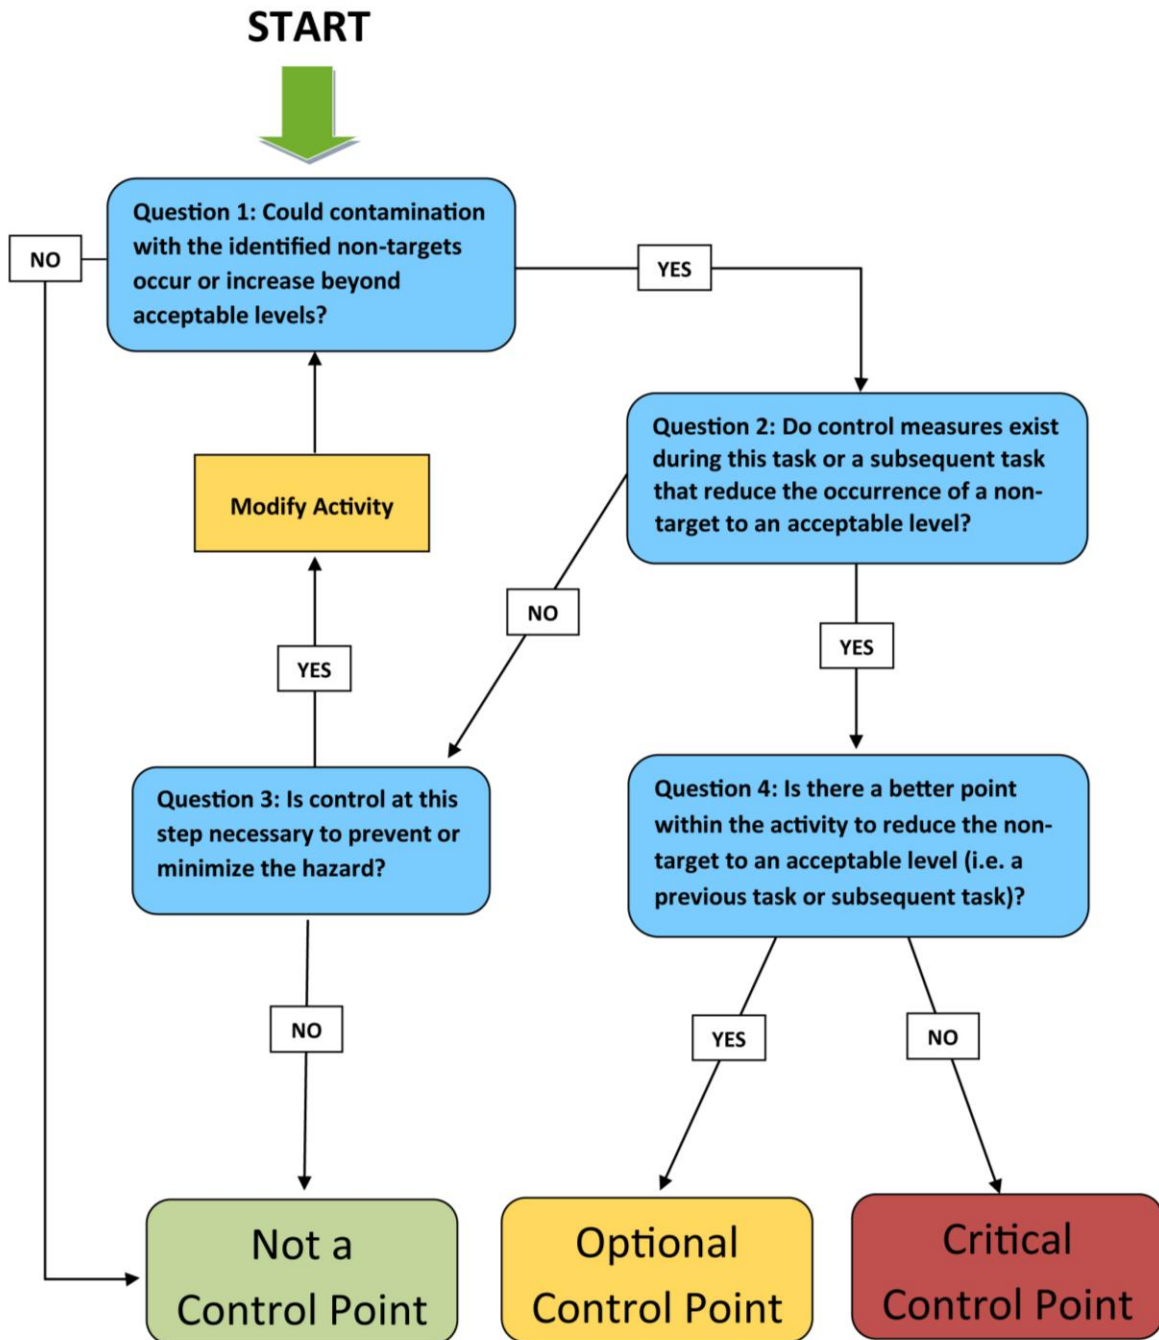 START
Question 1: Could contamination
with the identified non-targets
occur or increase beyond
acceptable levels?
NO
YES
Question 2: Do control measures exist
during this task or a subsequent task
that reduce the occurrence of a non-
target to an acceptable level?
Modify Activity
NO
YES
YES
Question 3: Is control at this
step necessary to prevent or
minimize the hazard?
Question 4: Is there a better point
within the activity to reduce the non-
target to an acceptable level (i.e. a
previous task or subsequent task)?
NO
YES
NO
Not a
Control Point
Optional
Control Point
Critical
Control Point